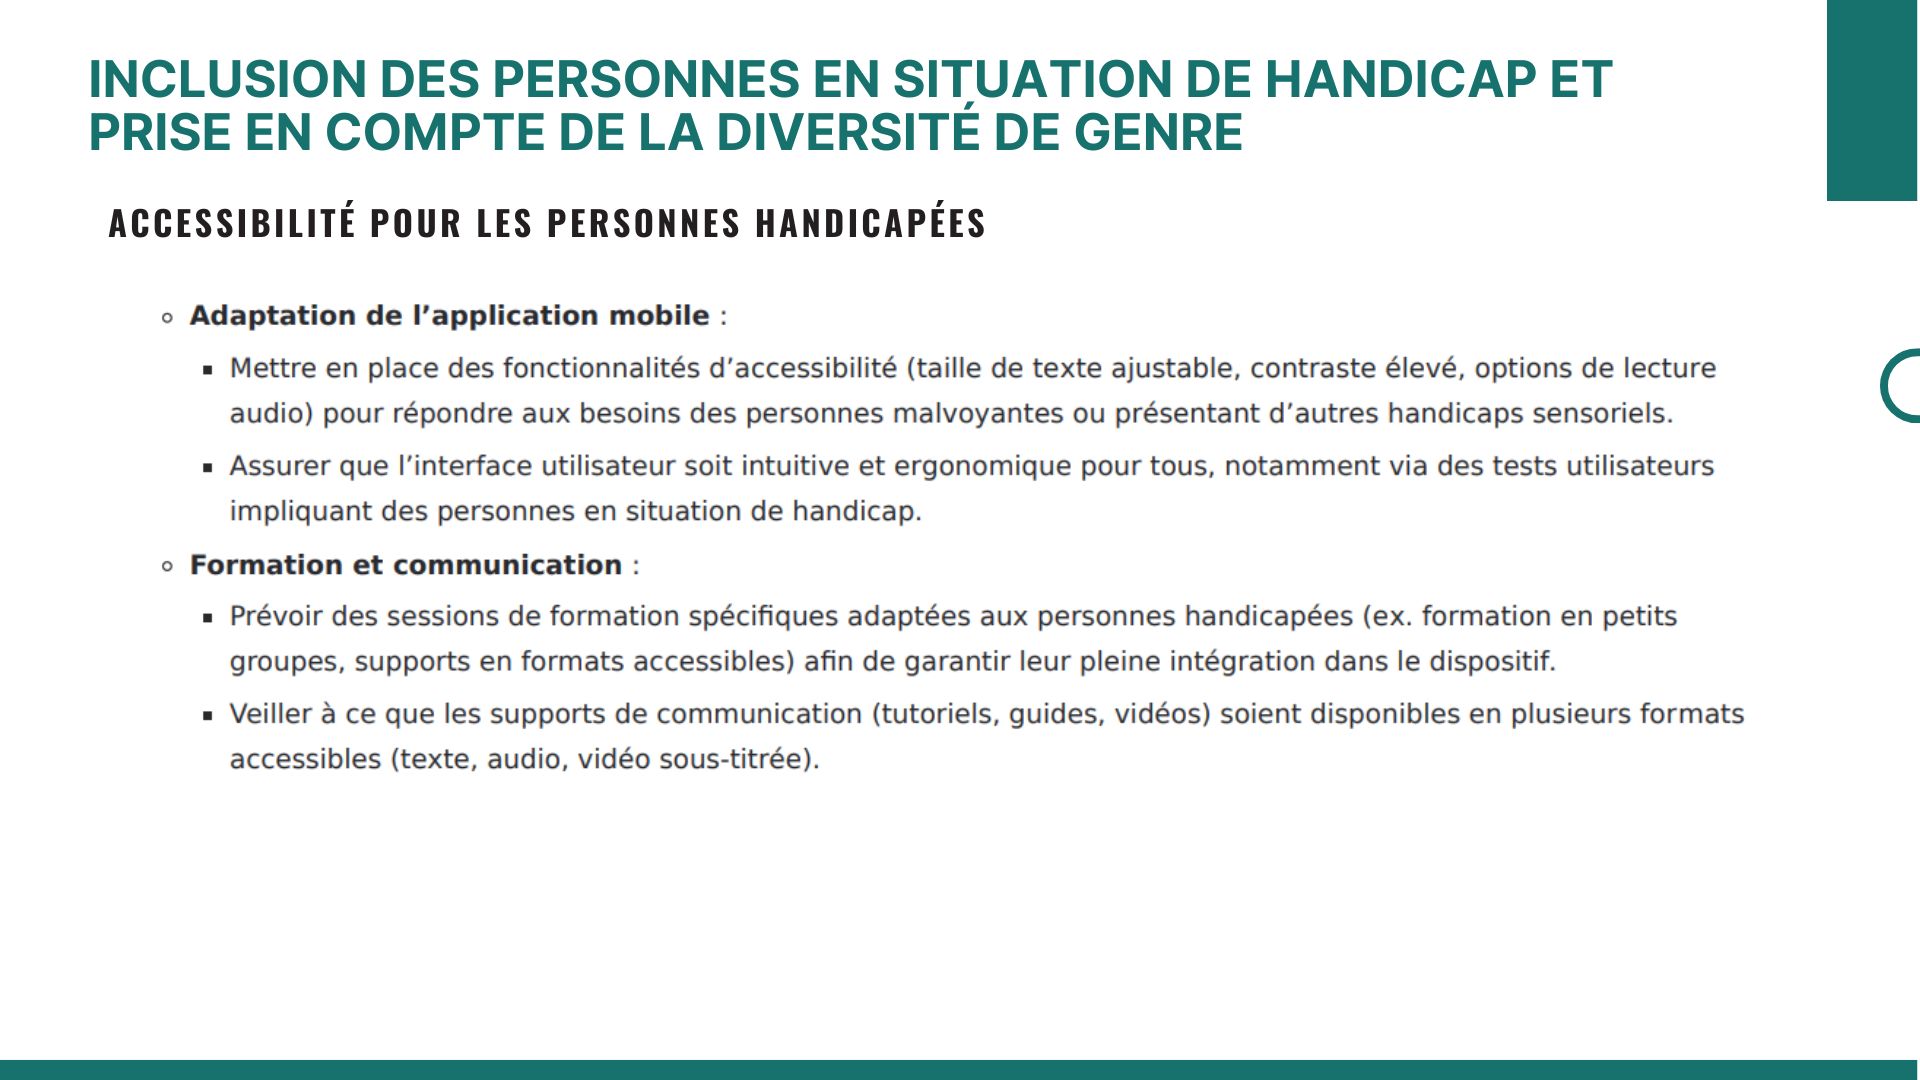 INCLUSION DES PERSONNES EN SITUATION DE HANDICAP ET
PRISE EN COMPTE DE LA DIVERSITÉ DE GENRE
ACCESSIBILITÉ POUR LES PERSONNES HANDICAPÉES
Adaptation de l’application mobile :
Mettre en place des fonctionnalités d’accessibilité (taille de texte ajustable, contraste élevé, options de lecture
audio) pour répondre aux besoins des personnes malvoyantes ou présentant d’autres handicaps sensoriels.
Assurer que l’interface utilisateur soit intuitive et ergonomique pour tous, notamment via des tests utilisateurs
impliquant des personnes en situation de handicap.
Formation et communication :
Prévoir des sessions de formation spécifiques adaptées aux personnes handicapées (ex. formation en petits
groupes, supports en formats accessibles) afin de garantir leur pleine intégration dans le dispositif.
Veiller à ce que les supports de communication (tutoriels, guides, vidéos) soient disponibles en plusieurs formats
accessibles (texte, audio, vidéo sous-titrée).